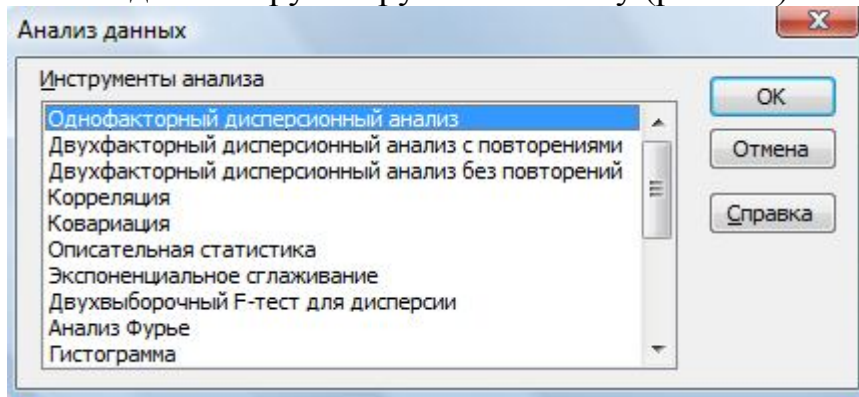 Анализ данных
Инструменты анализа
Однофакторный дисперсионный анализ
Двухфакторный дисперсионный анализ с повторениями
Двухфакторный дисперсионный анализ без повторений
Корреляция
Ковариация
Описательная статистика
Экспоненциальное сглаживание
Двухвыборочный F-тест для дисперсии
Анализ Фурье
Гистограмма
ОК
Отмена
Справка